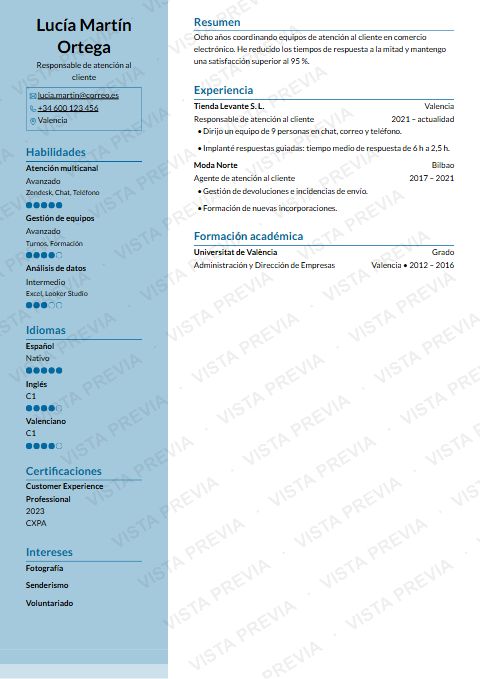 Lucía Martín
Ortega
Responsable de atención al
cliente
lucia.martin@correo.es
+34 600 123 456
Valencia
Habilidades
Atención multicanal
Avanzado
Zendesk, Chat, Teléfono
Gestión de equipos
Avanzado
Turnos, Formación
Análisis de datos
Intermedio
Excel, Looker Studio
Idiomas
Español
Nativo
Inglés
C1
Valenciano
C1
Certificaciones
Customer Experience
Professional
2023
CXPA
Intereses
Fotografía
Senderismo
Voluntariado
Resumen
Ocho años coordinando equipos de atención al cliente en comercio
electrónico. He reducido los tiempos de respuesta a la mitad y mantengo
una satisfacción superior al 95 %.
Experiencia
Tienda Levante S. L. Valencia
Responsable de atención al cliente 2021 – actualidad
• Dirijo un equipo de 9 personas en chat, correo y teléfono.
• Implanté respuestas guiadas: tiempo medio de respuesta de 6 h a 2,5 h.
Moda Norte Bilbao
Agente de atención al cliente 2017 – 2021
• Gestión de devoluciones e incidencias de envío.
• Formación de nuevas incorporaciones.
Formación académica
Universitat de València Grado
Administración y Dirección de Empresas Valencia • 2012 – 2016
VISTA PREVIA